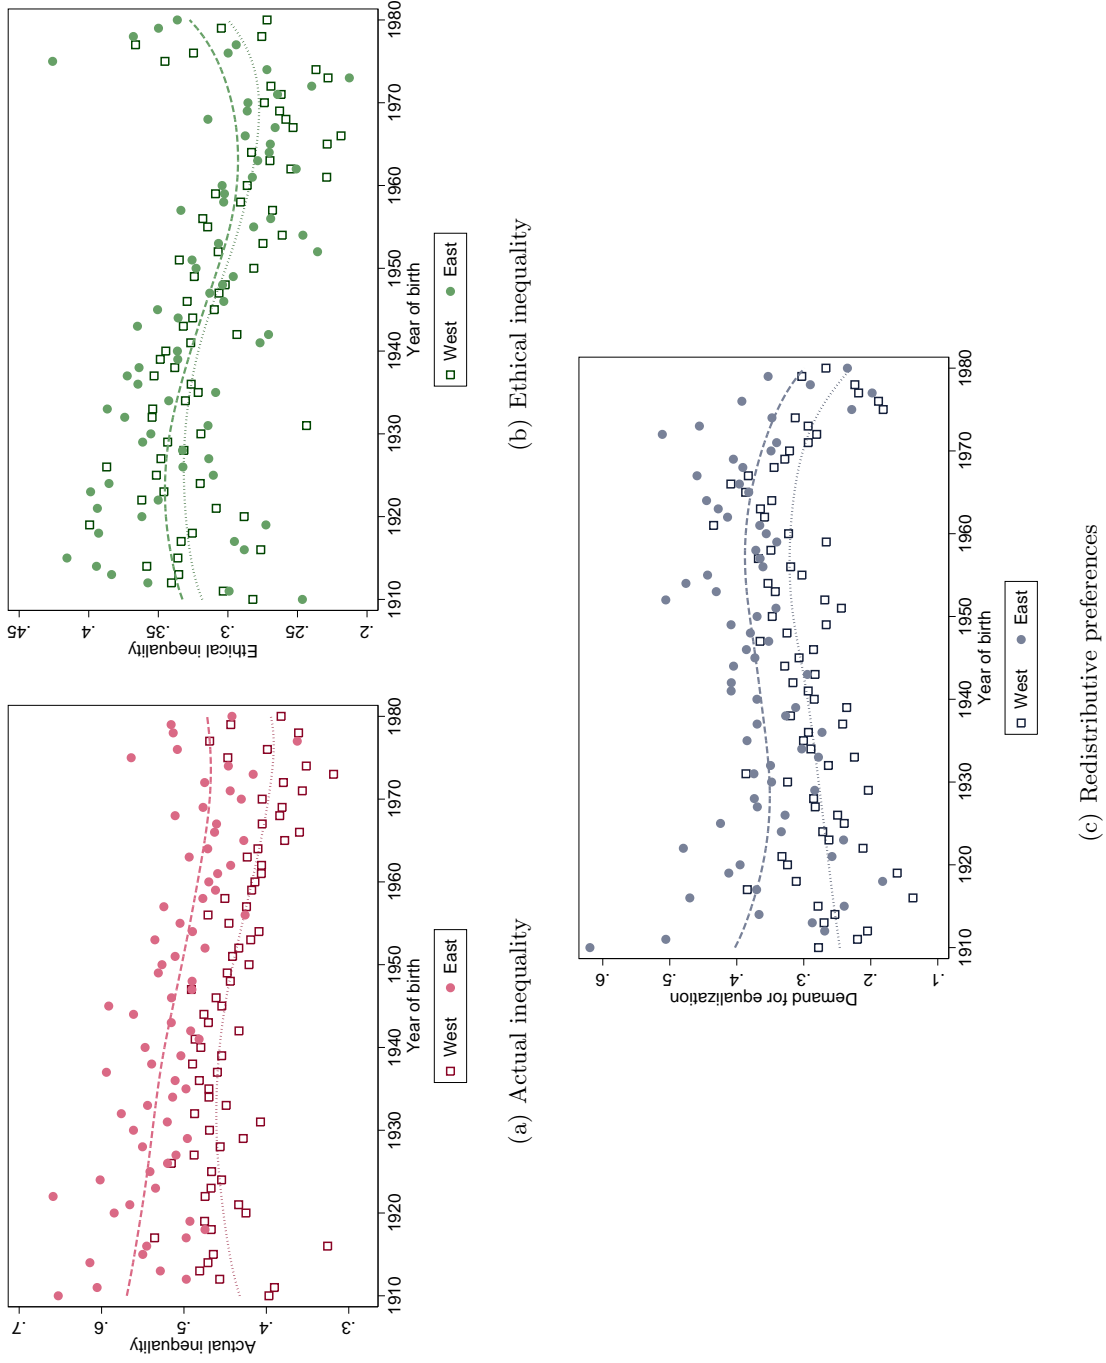 Actual inequality
.7
.6
.5
.4
.3
1910 1920 1930 1940 1950 1960 1970 1980
Year of birth
West East
(a) Actual inequality
Ethical inequality
.45
.4
.35
.3
.25
.2
1910 1920 1930 1940 1950 1960 1970 1980
Year of birth
West East
(b) Ethical inequality
Demand for equalization
.6
.5
.4
.3
.2
.1
1910 1920 1930 1940 1950 1960 1970 1980
Year of birth
West East
(c) Redistributive preferences